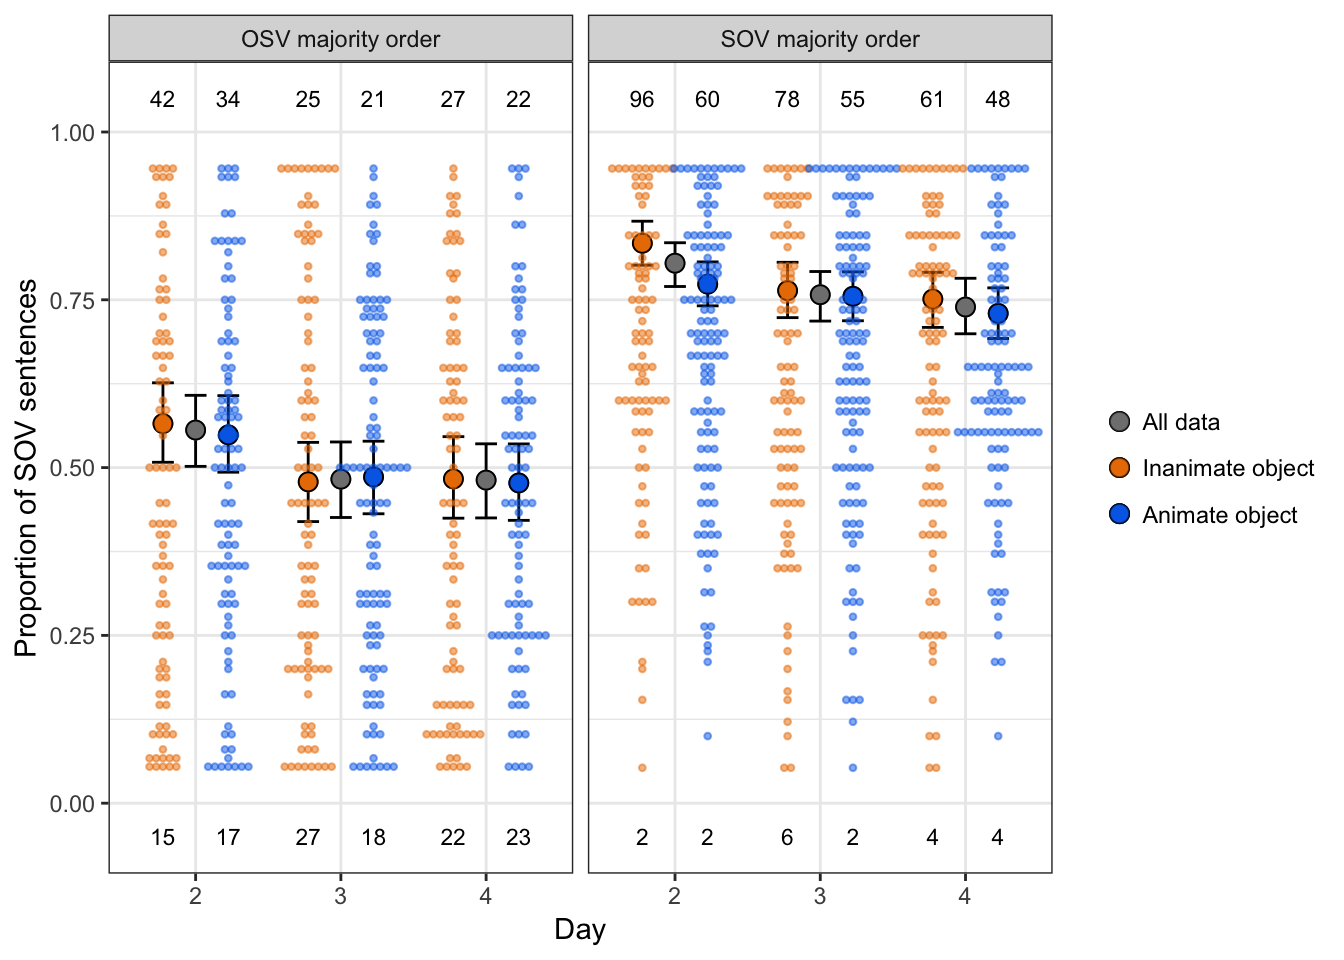 OSV majority order
SOV majority order
42 34 25 21 27 22
96 60 78 55 61 48
1.00
0.75
0.50
0.25
0.00
Proportion of SOV sentences
15 17 27 18 22 23
2 2 6 2 4 4
2 3 4
2 3 4
Day
All data
Inanimate object
Animate object